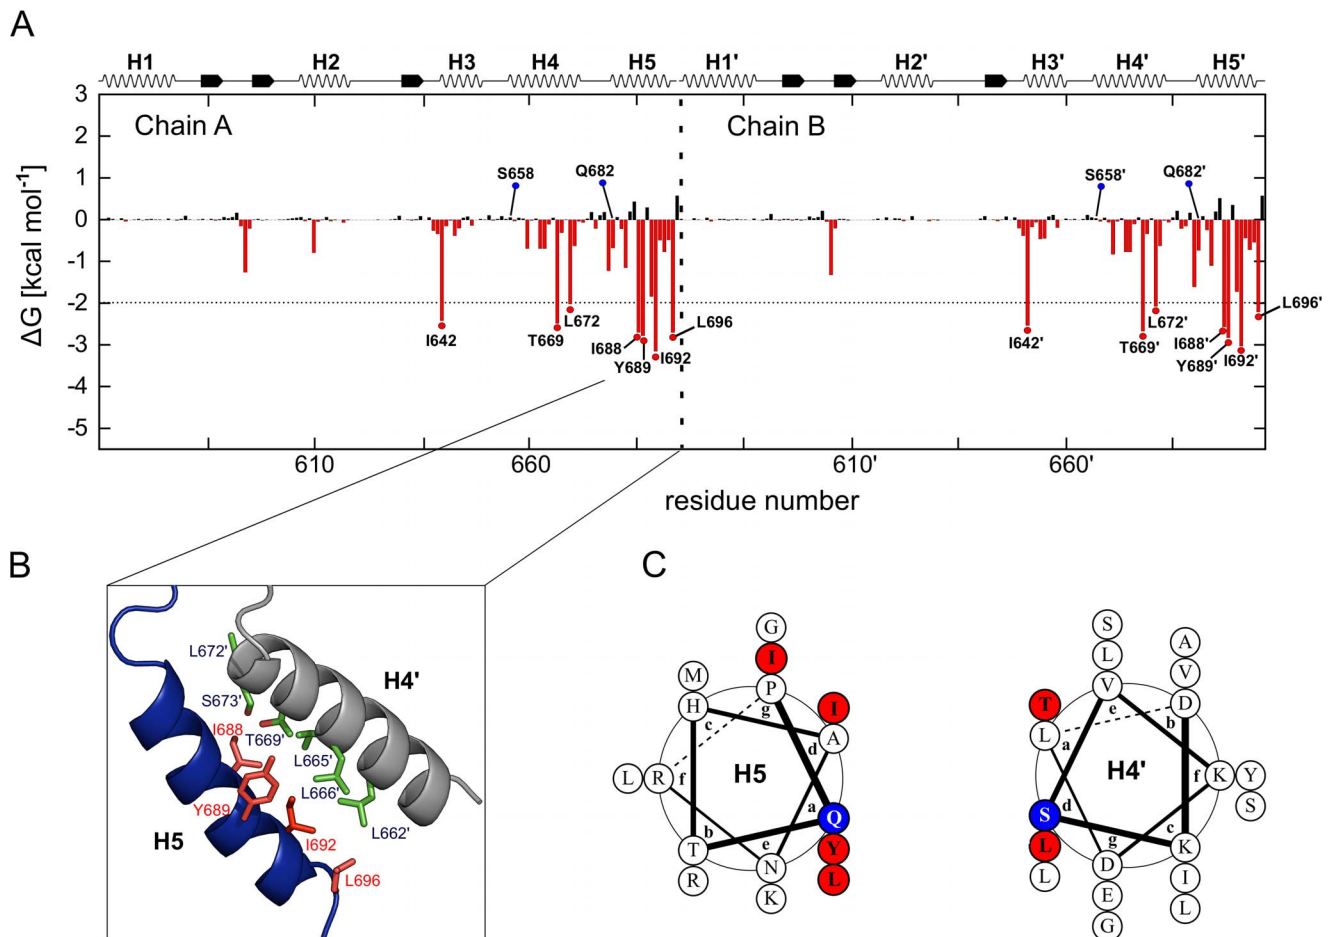 A
H1 H2 H3 H4 H5 H1' H2' H3' H4' H5'
3
2
1
0
-1
-2
-3
-4
-5
ΔG [kcal mol⁻¹]
Chain A
Chain B
S658
Q682
S658'
Q682'
I642
T669
L672
I688
Y689
I692
L696
I642'
T669'
L672'
I688'
Y689'
I692'
L696'
610 660 610' 660'
residue number
B
L672'
H4'
S673'
I688
T669'
L665'
L666'
Y689
L662'
H5
I692
L696
C
G
I
M P I
H g A
c d
L R f H5
a Q
b
T e Y
R N L
K
S A
L V
T V D
L e b
a
H4' f K Y
S
S d
c
L g K
L D I
E L
G